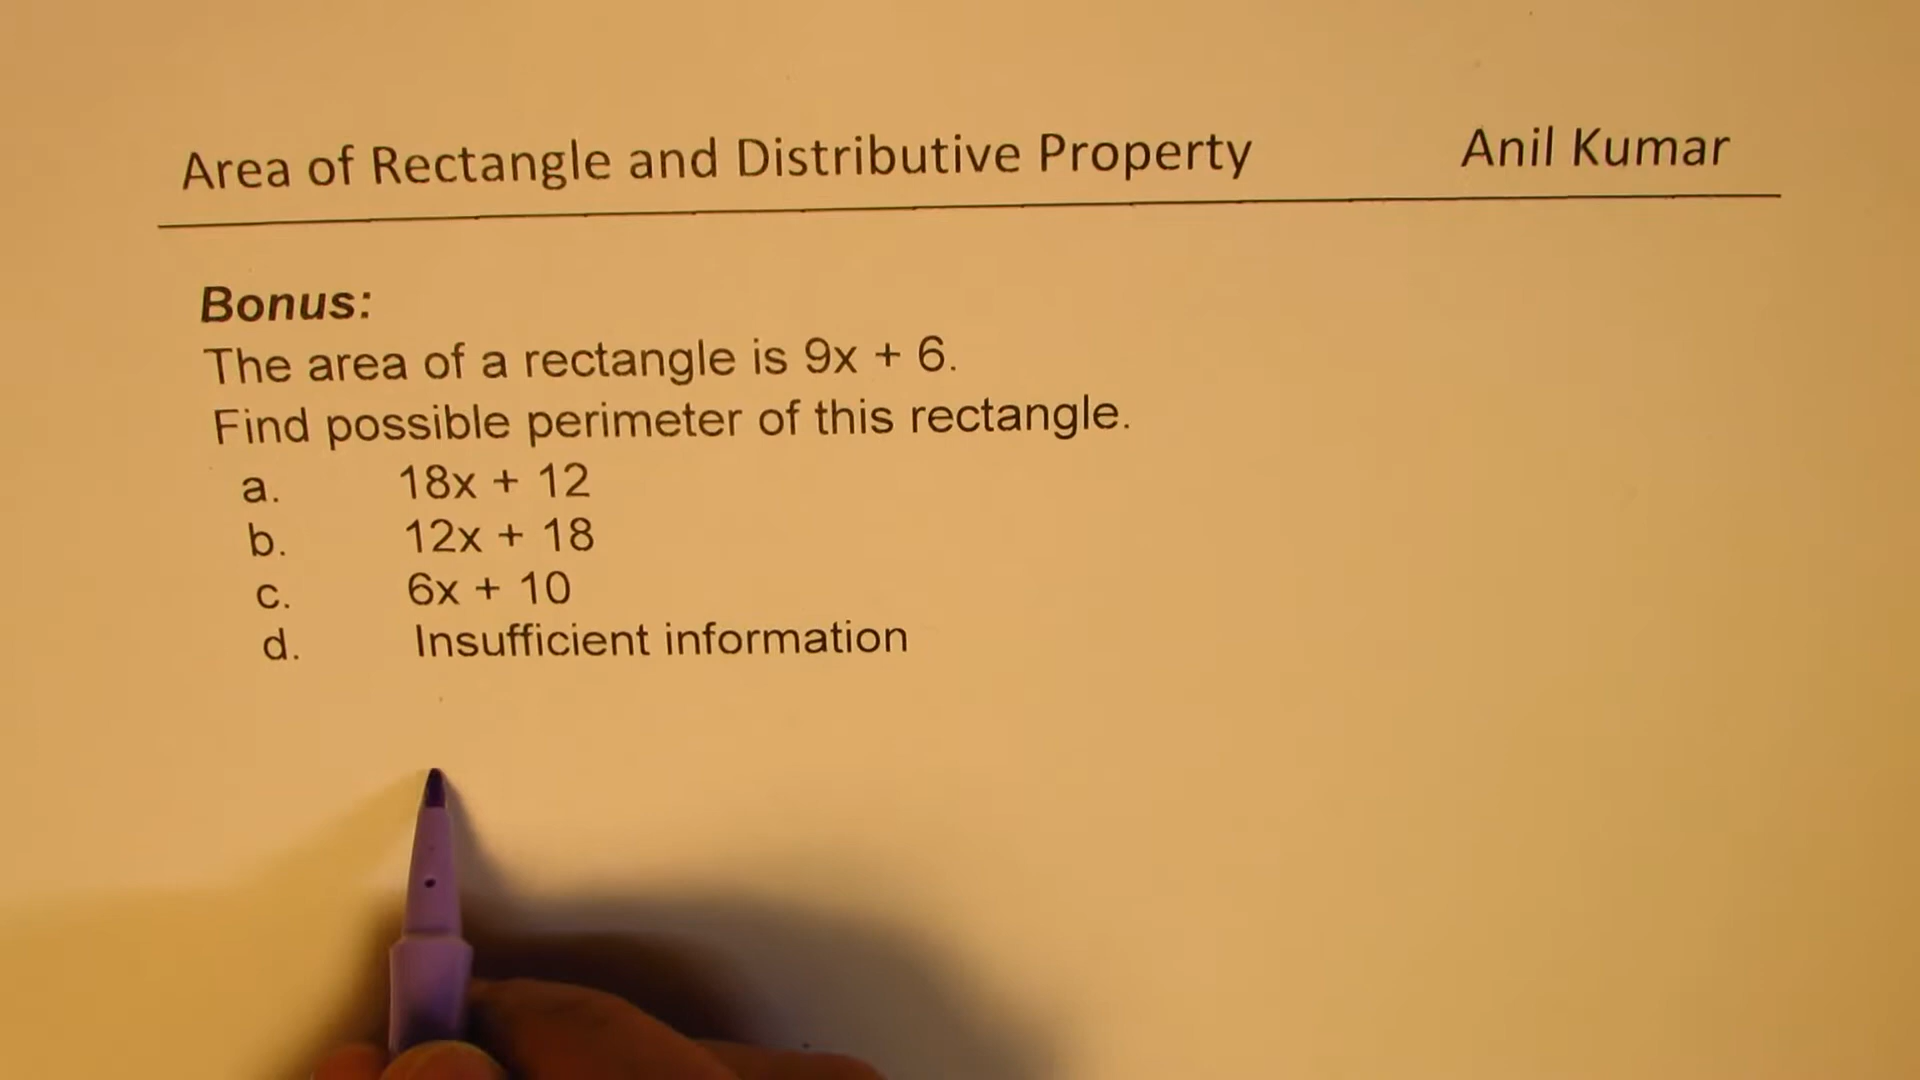 Area of Rectangle and Distributive Property Anil Kumar
Bonus:
The area of a rectangle is 9x + 6.
Find possible perimeter of this rectangle.
a. 18x + 12
b. 12x + 18
c. 6x + 10
d. Insufficient information